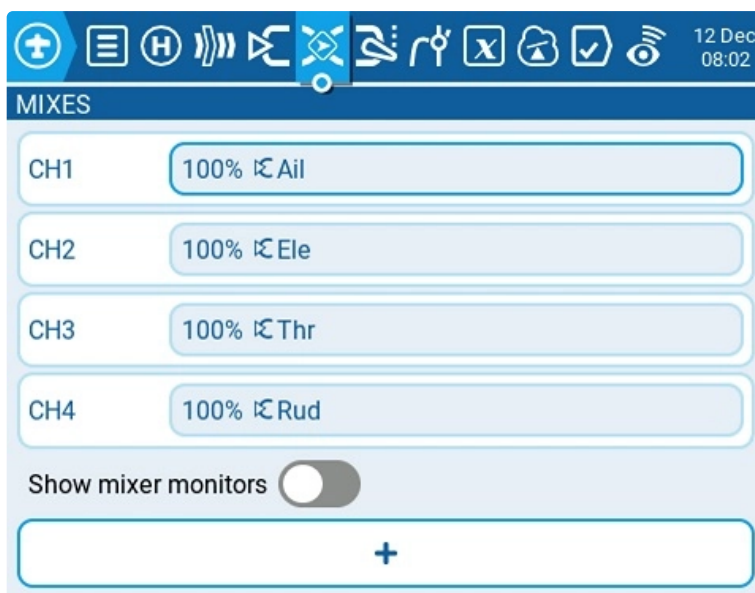 12 Dec
08:02
MIXES
CH1 100% Ail
CH2 100% Ele
CH3 100% Thr
CH4 100% Rud
Show mixer monitors
+